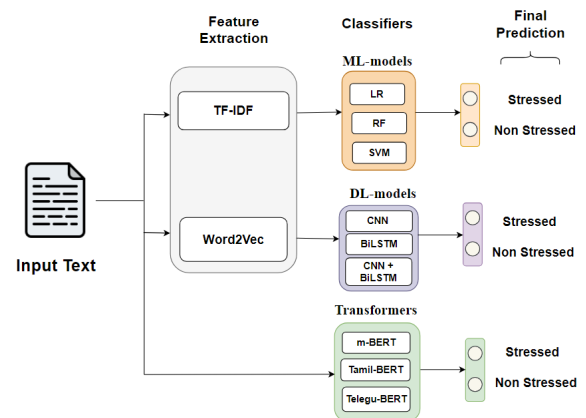 Feature
Extraction
Classifiers
Final
Prediction
ML-models
TF-IDF
LR
RF
SVM
Stressed
Non Stressed
Input Text
Word2Vec
DL-models
CNN
BiLSTM
CNN +
BiLSTM
Stressed
Non Stressed
Transformers
m-BERT
Tamil-BERT
Telegu-BERT
Stressed
Non Stressed